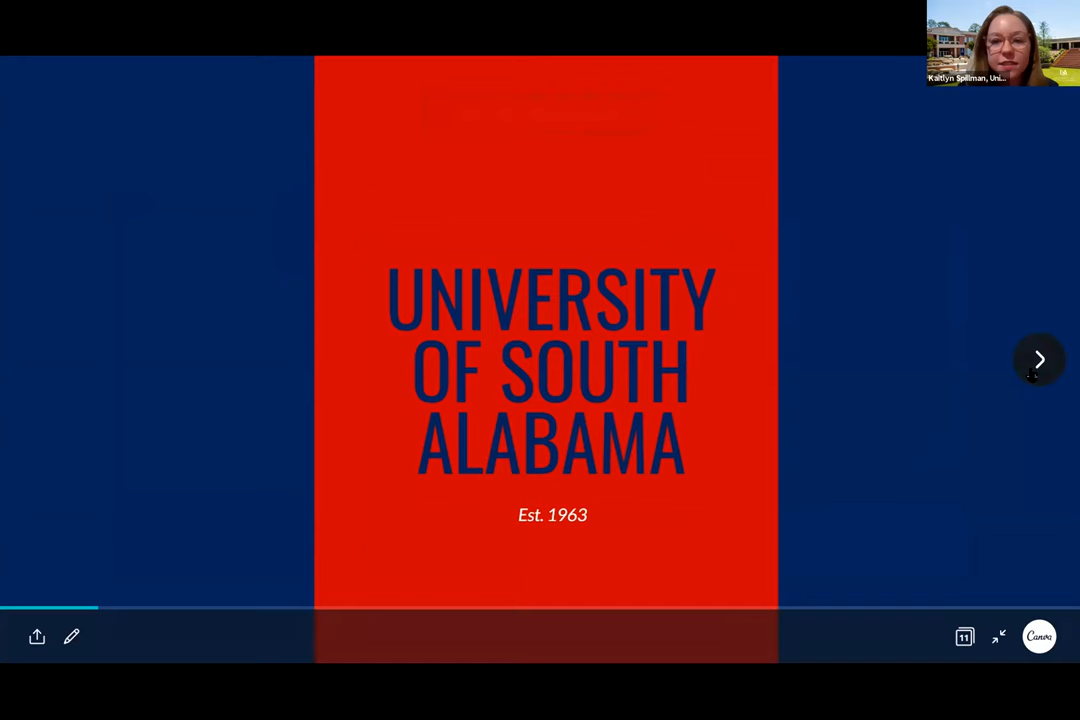 Kaitlyn Spillman, Uni...
UNIVERSITY
OF SOUTH
ALABAMA
Est. 1963
11
Canva